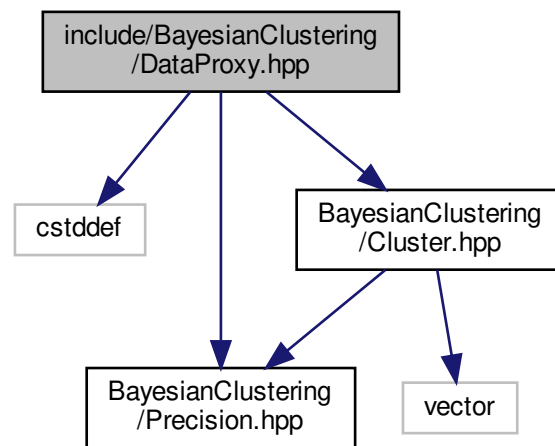 include/BayesianClustering
/DataProxy.hpp
cstddef
BayesianClustering
/Cluster.hpp
BayesianClustering
/Precision.hpp
vector